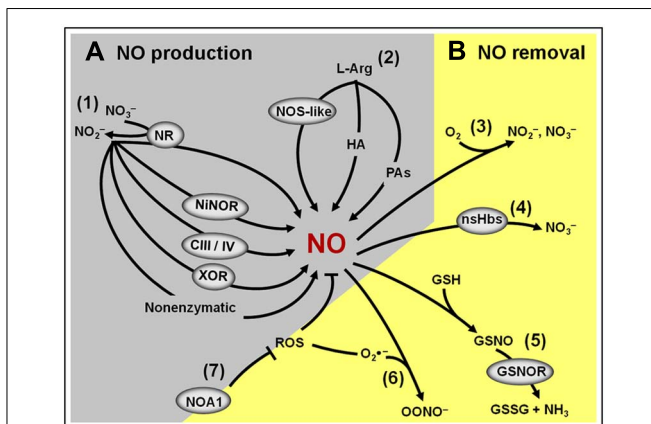 A NO production
B NO removal
(1) NO₃⁻
NO₂⁻
NR
NiNOR
CIII / IV
XOR
Nonenzymatic
L-Arg (2)
NOS-like
HA
PAs
NO
O₂ (3) NO₂⁻, NO₃⁻
nsHbs (4) NO₃⁻
GSH
GSNO (5)
GSNOR
GSSG + NH₃
ROS
O₂•⁻
(6)
OONO⁻
(7)
NOA1